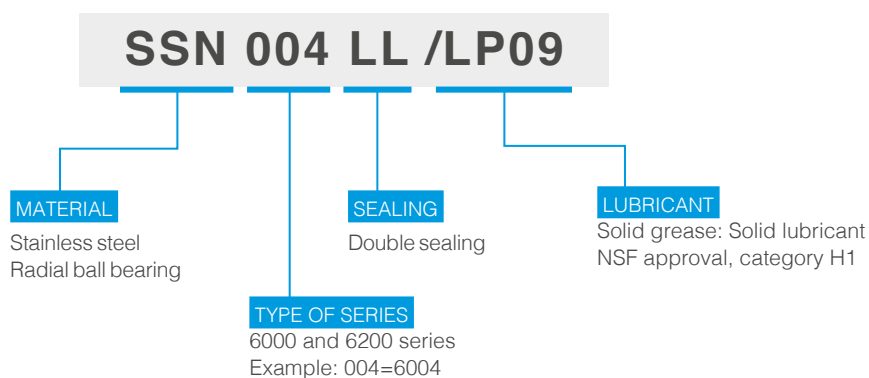 SSN 004 LL /LP09
MATERIAL
Stainless steel
Radial ball bearing
TYPE OF SERIES
6000 and 6200 series
Example: 004=6004
SEALING
Double sealing
LUBRICANT
Solid grease: Solid lubricant
NSF approval, category H1